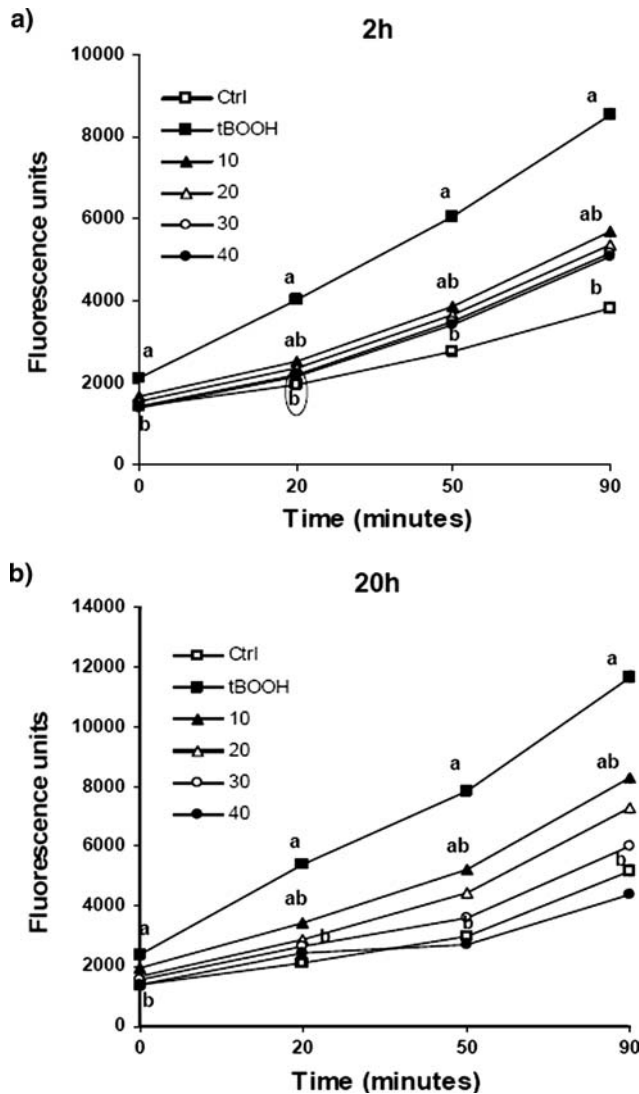 a)
2h
10000
8000
6000
4000
2000
0
Fluorescence units
Ctrl
tBOOH
10
20
30
40
a
a
a
a
ab
ab
ab
b
b
b
b
0
20
50
90
Time (minutes)
b)
20h
14000
12000
10000
8000
6000
4000
2000
0
Fluorescence units
Ctrl
tBOOH
10
20
30
40
a
a
a
a
ab
ab
ab
b
b
b
b
0
20
50
90
Time (minutes)